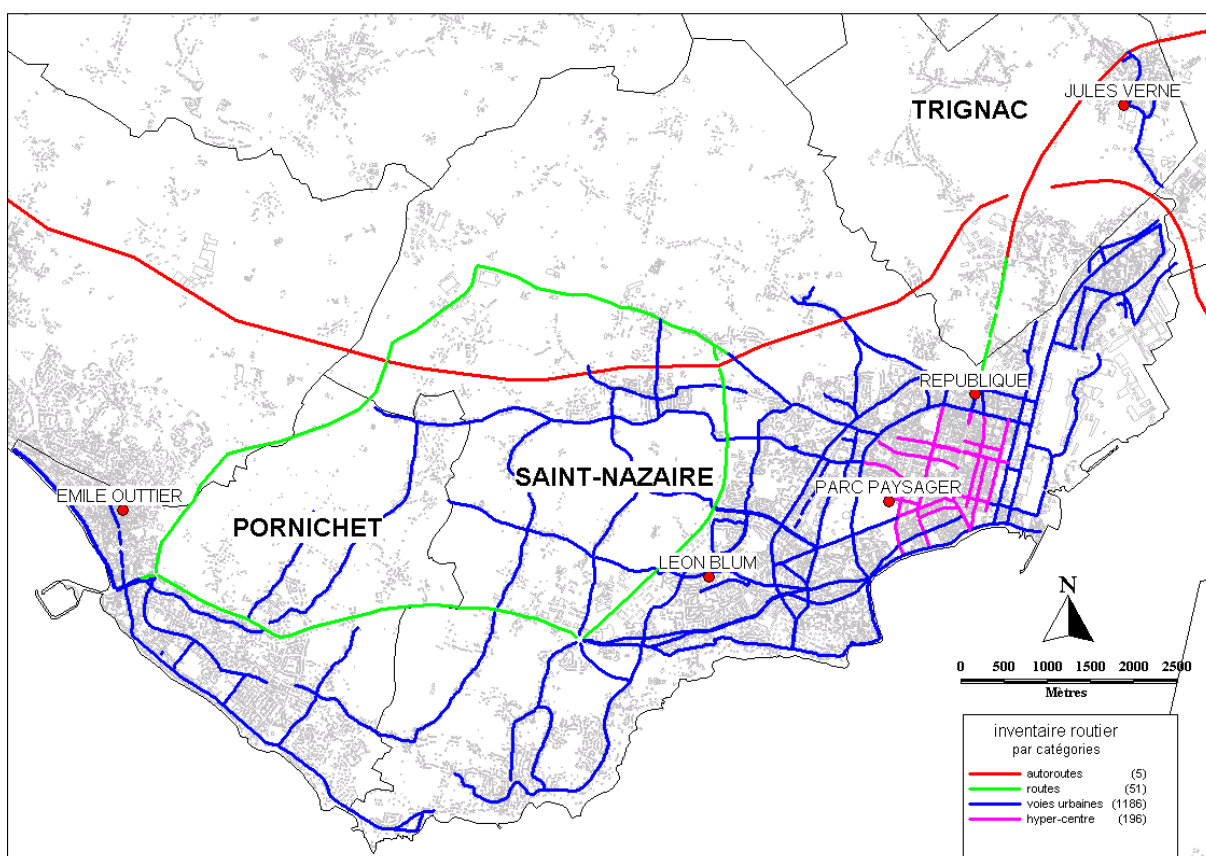 JULES VERNE
TRIGNAC
REPUBLIQUE
SAINT-NAZAIRE
PARC PAYSAGER
EMILE OUTTIER
PORNICHET
LEON BLUM
N
0 500 1000 1500 2000 2500
Mètres
inventaire routier
par catégories
autoroutes (5)
routes (51)
voies urbaines (1186)
hyper-centre (196)